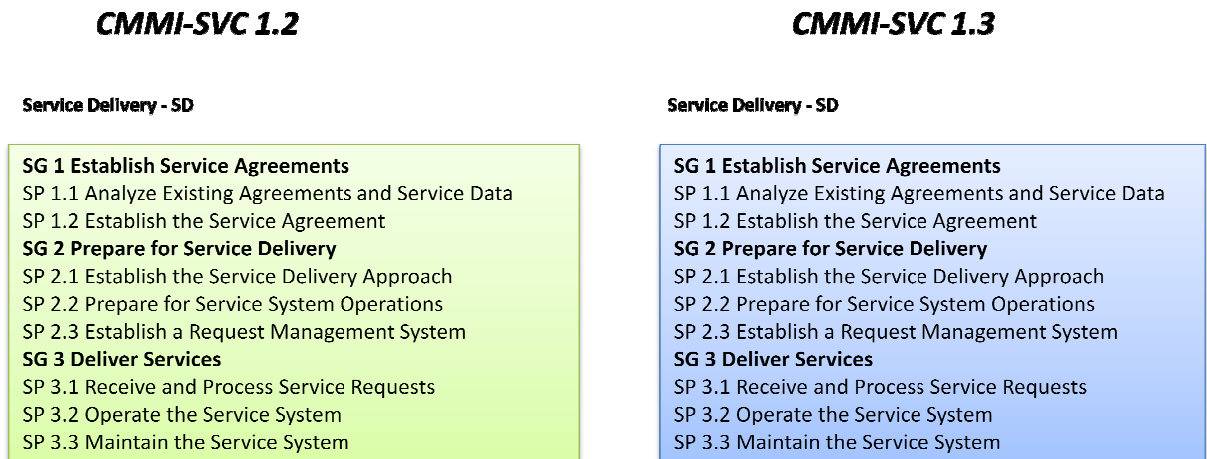 CMMI-SVC 1.2
CMMI-SVC 1.3
Service Delivery - SD
Service Delivery - SD
SG 1 Establish Service Agreements
SP 1.1 Analyze Existing Agreements and Service Data
SP 1.2 Establish the Service Agreement
SG 2 Prepare for Service Delivery
SP 2.1 Establish the Service Delivery Approach
SP 2.2 Prepare for Service System Operations
SP 2.3 Establish a Request Management System
SG 3 Deliver Services
SP 3.1 Receive and Process Service Requests
SP 3.2 Operate the Service System
SP 3.3 Maintain the Service System
SG 1 Establish Service Agreements
SP 1.1 Analyze Existing Agreements and Service Data
SP 1.2 Establish the Service Agreement
SG 2 Prepare for Service Delivery
SP 2.1 Establish the Service Delivery Approach
SP 2.2 Prepare for Service System Operations
SP 2.3 Establish a Request Management System
SG 3 Deliver Services
SP 3.1 Receive and Process Service Requests
SP 3.2 Operate the Service System
SP 3.3 Maintain the Service System